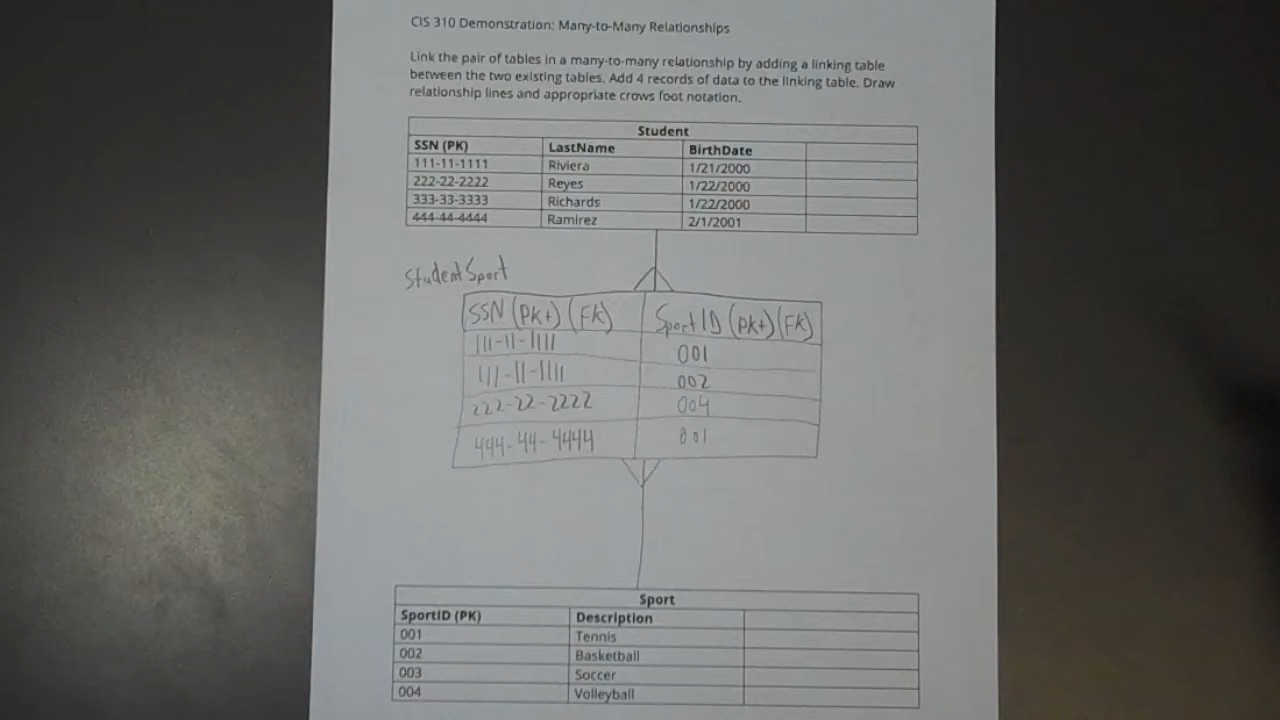 CIS 310 Demonstration: Many-to-Many Relationships
Link the pair of tables in a many-to-many relationship by adding a linking table
between the two existing tables. Add 4 records of data to the linking table. Draw
relationship lines and appropriate crows foot notation.
Student
SSN (PK) LastName BirthDate
111-11-1111 Riviera 1/21/2000
222-22-2222 Reyes 1/22/2000
333-33-3333 Richards 1/22/2000
444-44-4444 Ramirez 2/1/2001
StudentSport
SSN (PK+) (FK) SportID (PK+) (FK)
111-11-1111 001
111-11-1111 002
222-22-2222 004
444-44-4444 001
Sport
SportID (PK) Description
001 Tennis
002 Basketball
003 Soccer
004 Volleyball